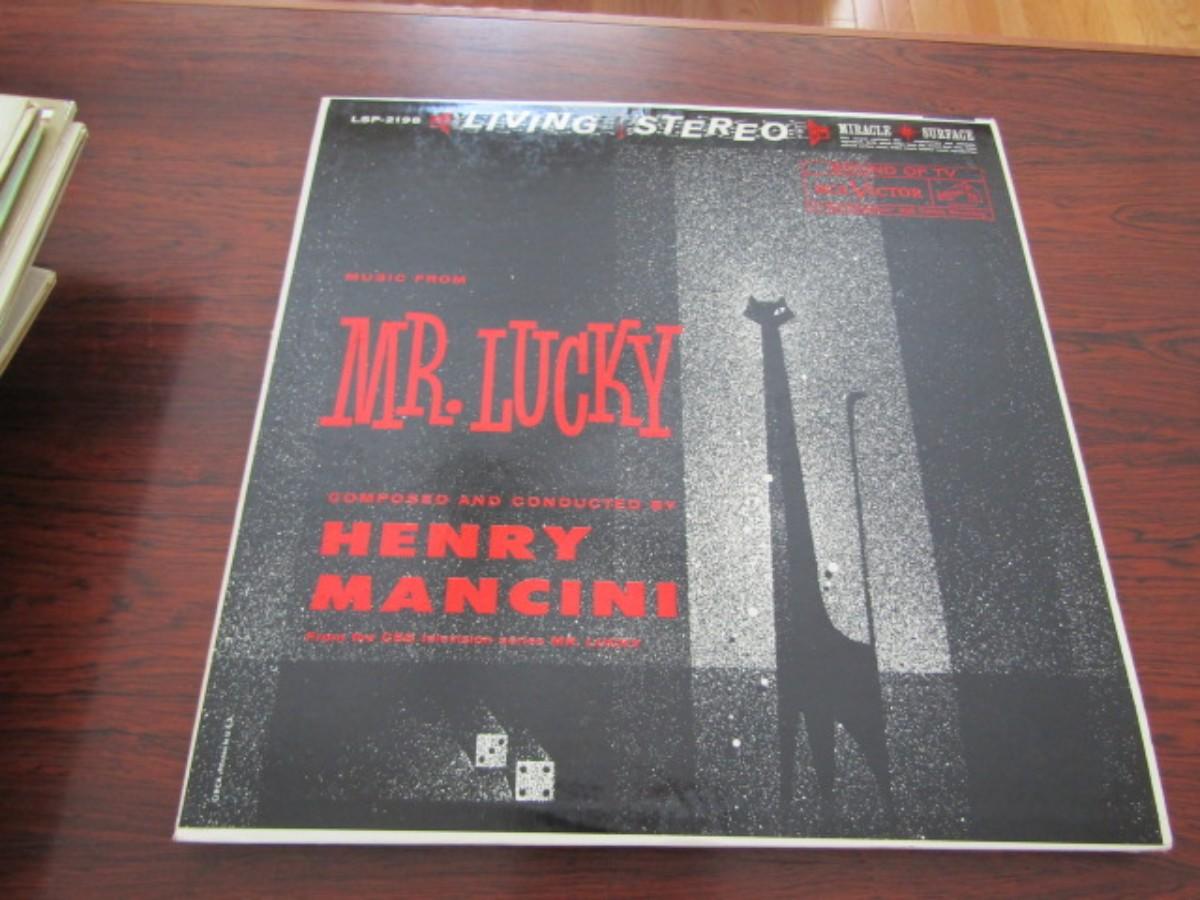 LSP-2198 LIVING STEREO MIRACLE SURFACE
SOUND OF TV
RCA VICTOR
MUSIC FROM
MR. LUCKY
COMPOSED AND CONDUCTED BY
HENRY
MANCINI
From the CBS television series MR. LUCKY